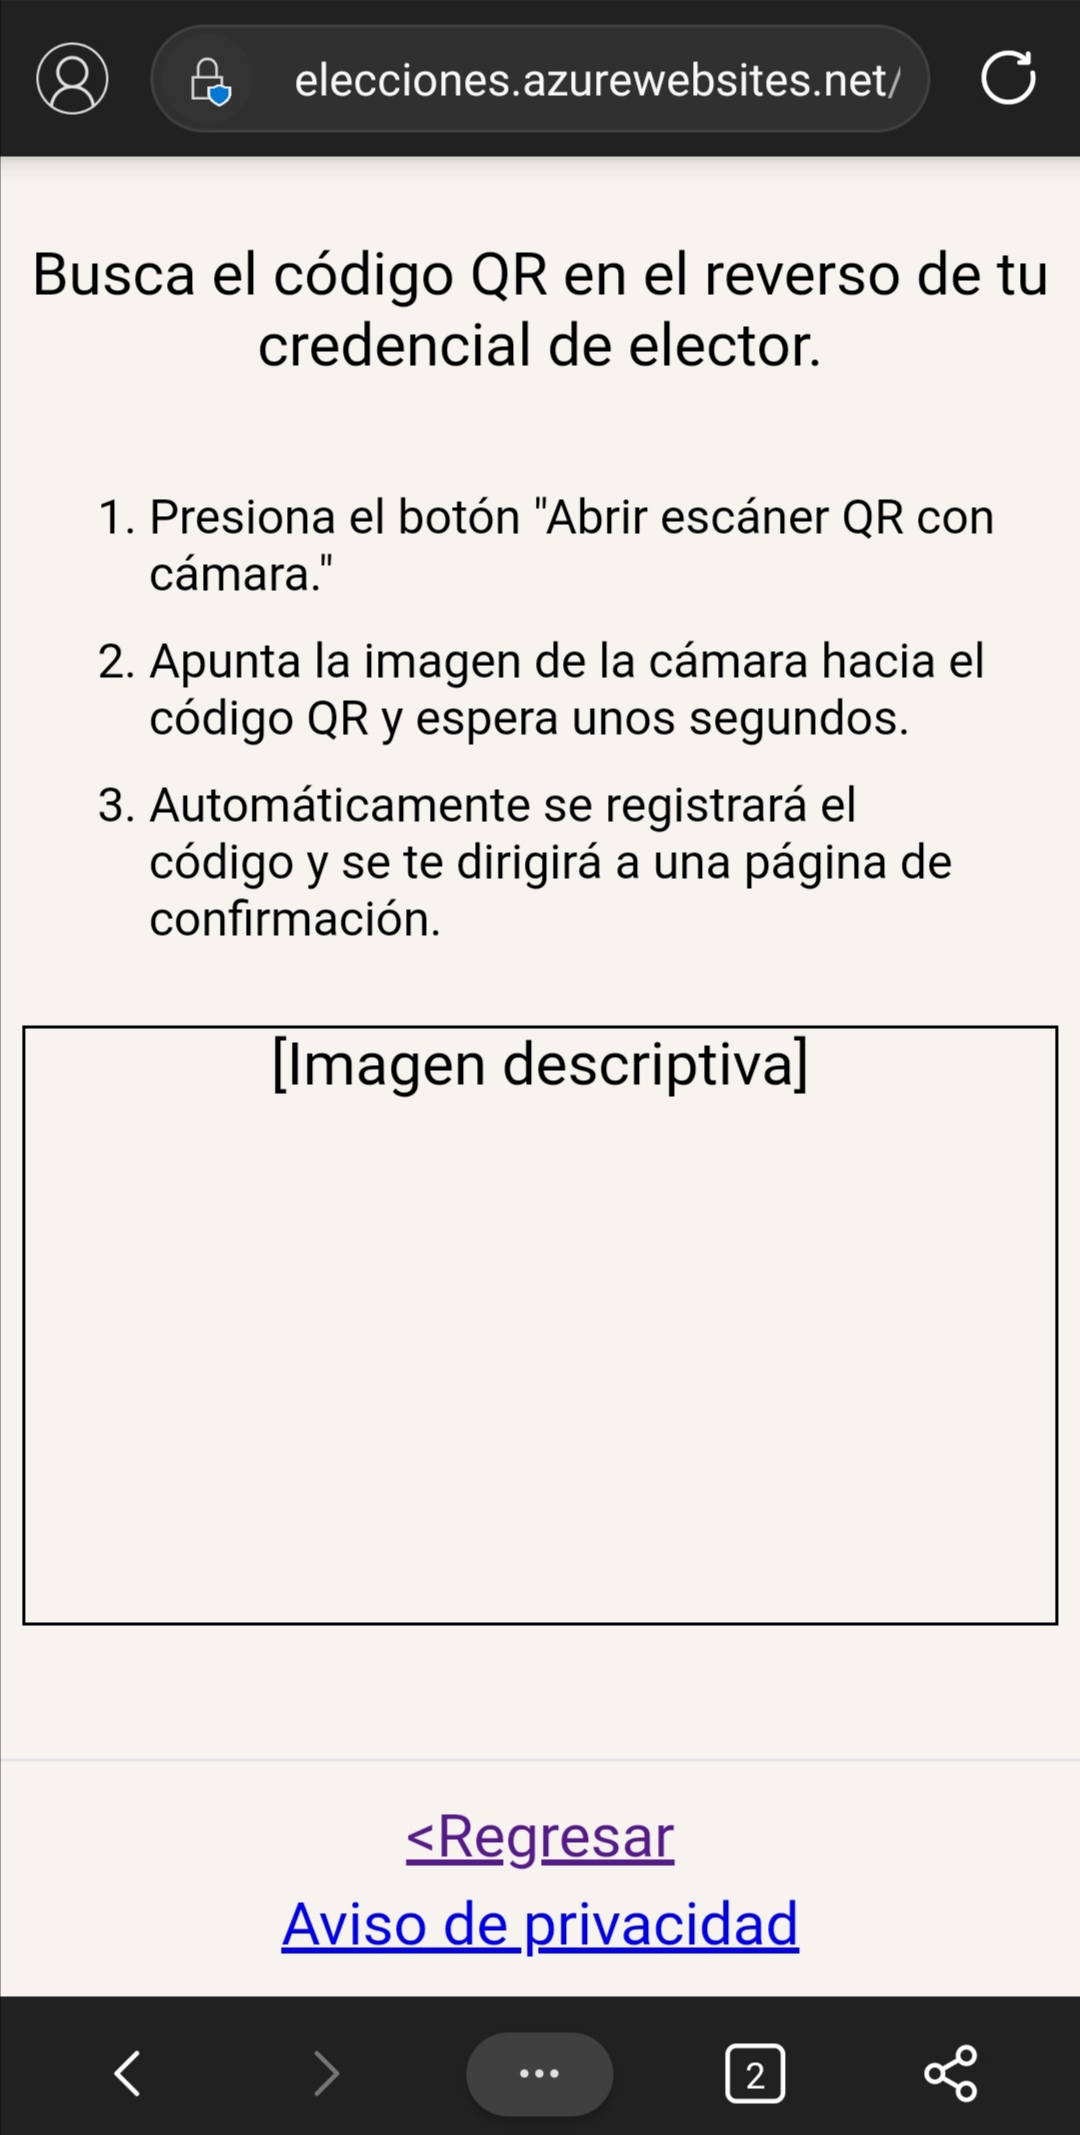 elecciones.azurewebsites.net/
Busca el código QR en el reverso de tu
credencial de elector.
1. Presiona el botón "Abrir escáner QR con
cámara."
2. Apunta la imagen de la cámara hacia el
código QR y espera unos segundos.
3. Automáticamente se registrará el
código y se te dirigirá a una página de
confirmación.
[Imagen descriptiva]
<Regresar
Aviso de privacidad
2